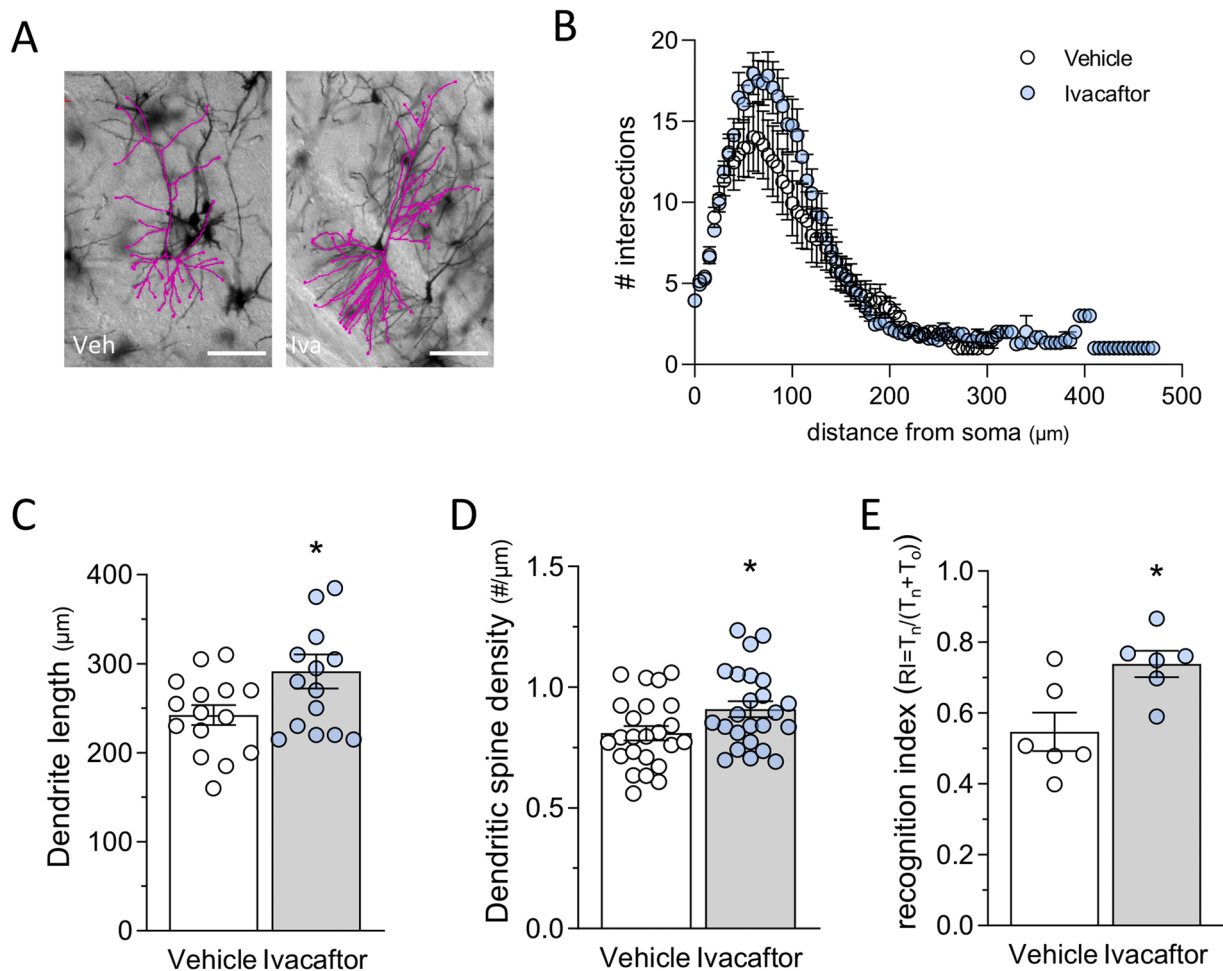 A
Veh
Iva
B
# intersections
20
15
10
5
0
0 100 200 300 400 500
distance from soma (µm)
Vehicle
Ivacaftor
C
Dendrite length (µm)
400
300
200
100
0
*
Vehicle Ivacaftor
D
Dendritic spine density (#/µm)
1.5
1.0
0.5
0.0
*
Vehicle Ivacaftor
E
recognition index (RI=Tn/(Tn+To))
1.0
0.8
0.6
0.4
0.2
0.0
*
Vehicle Ivacaftor